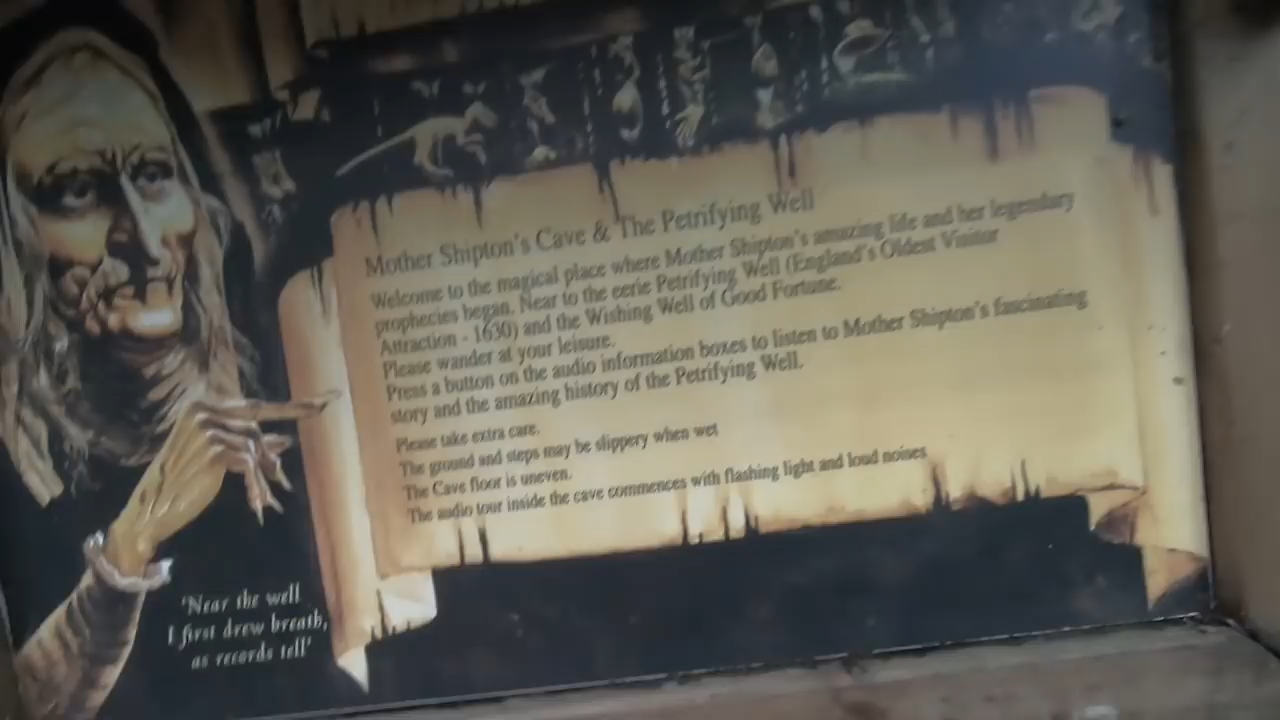 Mother Shipton's Cave & The Petrifying Well
Welcome to the magical place where Mother Shipton's amazing life and her legendary
prophecies began. Near to the eerie Petrifying Well (England's Oldest Visitor
Attraction - 1630) and the Wishing Well of Good Fortune.
Please wander at your leisure.
Press a button on the audio information boxes to listen to Mother Shipton's fascinating
story and the amazing history of the Petrifying Well.
Please take extra care.
The ground and steps may be slippery when wet
The Cave floor is uneven.
The audio tour inside the cave commences with flashing light and loud noises
'Near the well
I first drew breath,
as records tell'